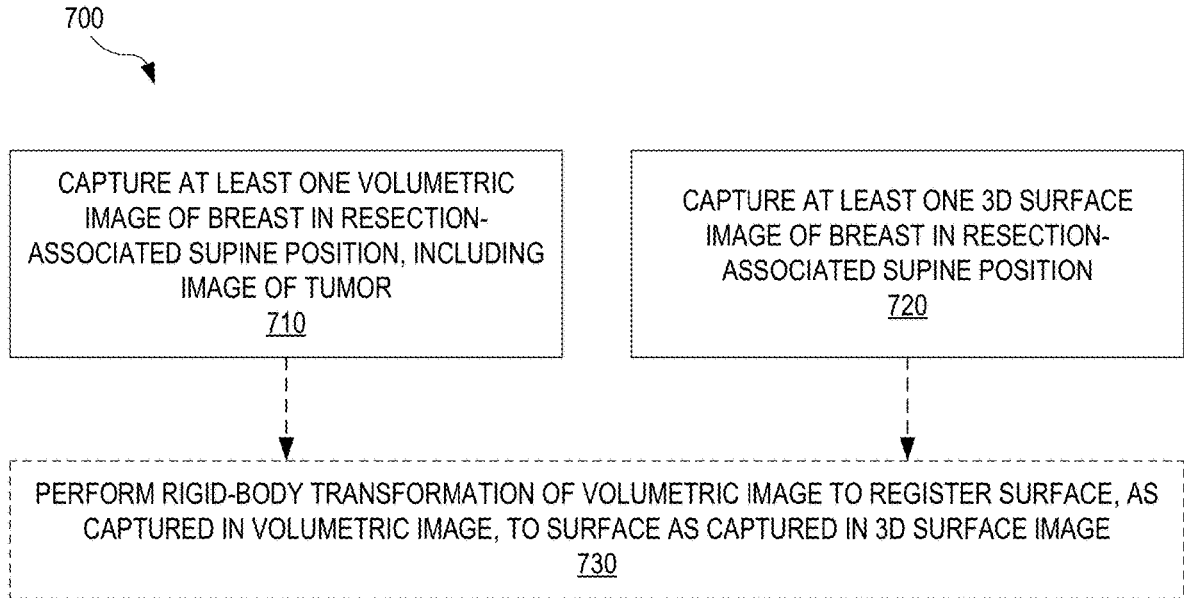 700
CAPTURE AT LEAST ONE VOLUMETRIC
IMAGE OF BREAST IN RESECTION-
ASSOCIATED SUPINE POSITION, INCLUDING
IMAGE OF TUMOR
710
CAPTURE AT LEAST ONE 3D SURFACE
IMAGE OF BREAST IN RESECTION-
ASSOCIATED SUPINE POSITION
720
PERFORM RIGID-BODY TRANSFORMATION OF VOLUMETRIC IMAGE TO REGISTER SURFACE, AS
CAPTURED IN VOLUMETRIC IMAGE, TO SURFACE AS CAPTURED IN 3D SURFACE IMAGE
730